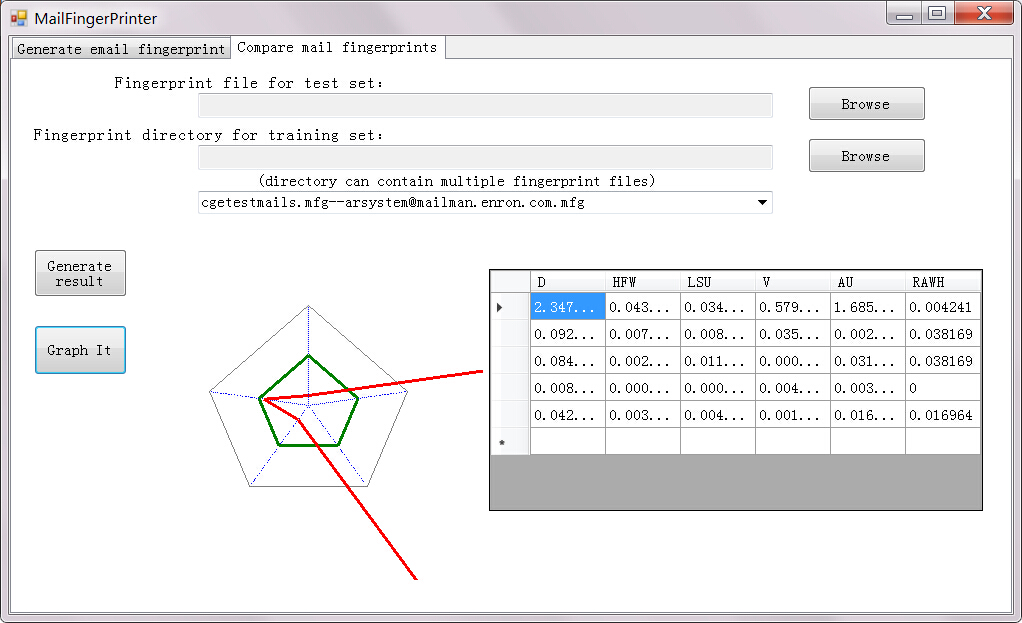 MailFingerPrinter
Generate email fingerprint Compare mail fingerprints
Fingerprint file for test set:
Browse
Fingerprint directory for training set:
Browse
(directory can contain multiple fingerprint files)
cgetestmails.mfg--arsystem@mailman.enron.com.mfg
Generate
result
Graph It
D HFW LSU V AU RAWH
2.347... 0.043... 0.034... 0.579... 1.685... 0.004241
0.092... 0.007... 0.008... 0.035... 0.002... 0.038169
0.084... 0.002... 0.011... 0.000... 0.031... 0.038169
0.008... 0.000... 0.000... 0.004... 0.003... 0
0.042... 0.003... 0.004... 0.001... 0.016... 0.016964
*